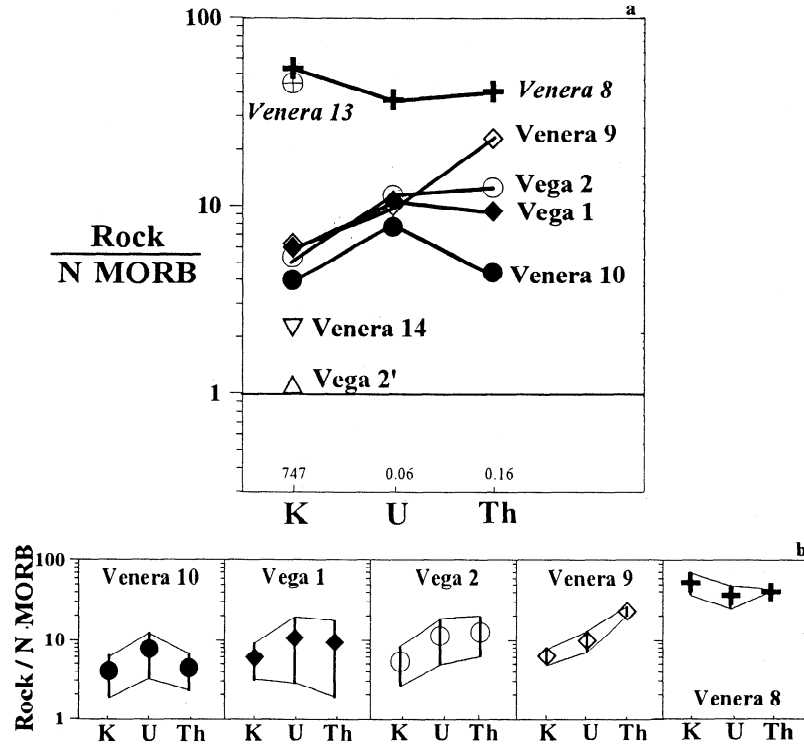 a
100
Venera 8
Venera 13
Venera 9
Vega 2
10
Vega 1
Rock
N MORB
Venera 10
Venera 14
Vega 2'
1
747 0.06 0.16
K U Th
b
Rock / N MORB
100
10
1
Venera 10 Vega 1 Vega 2 Venera 9
Venera 8
K U Th K U Th K U Th K U Th K U Th